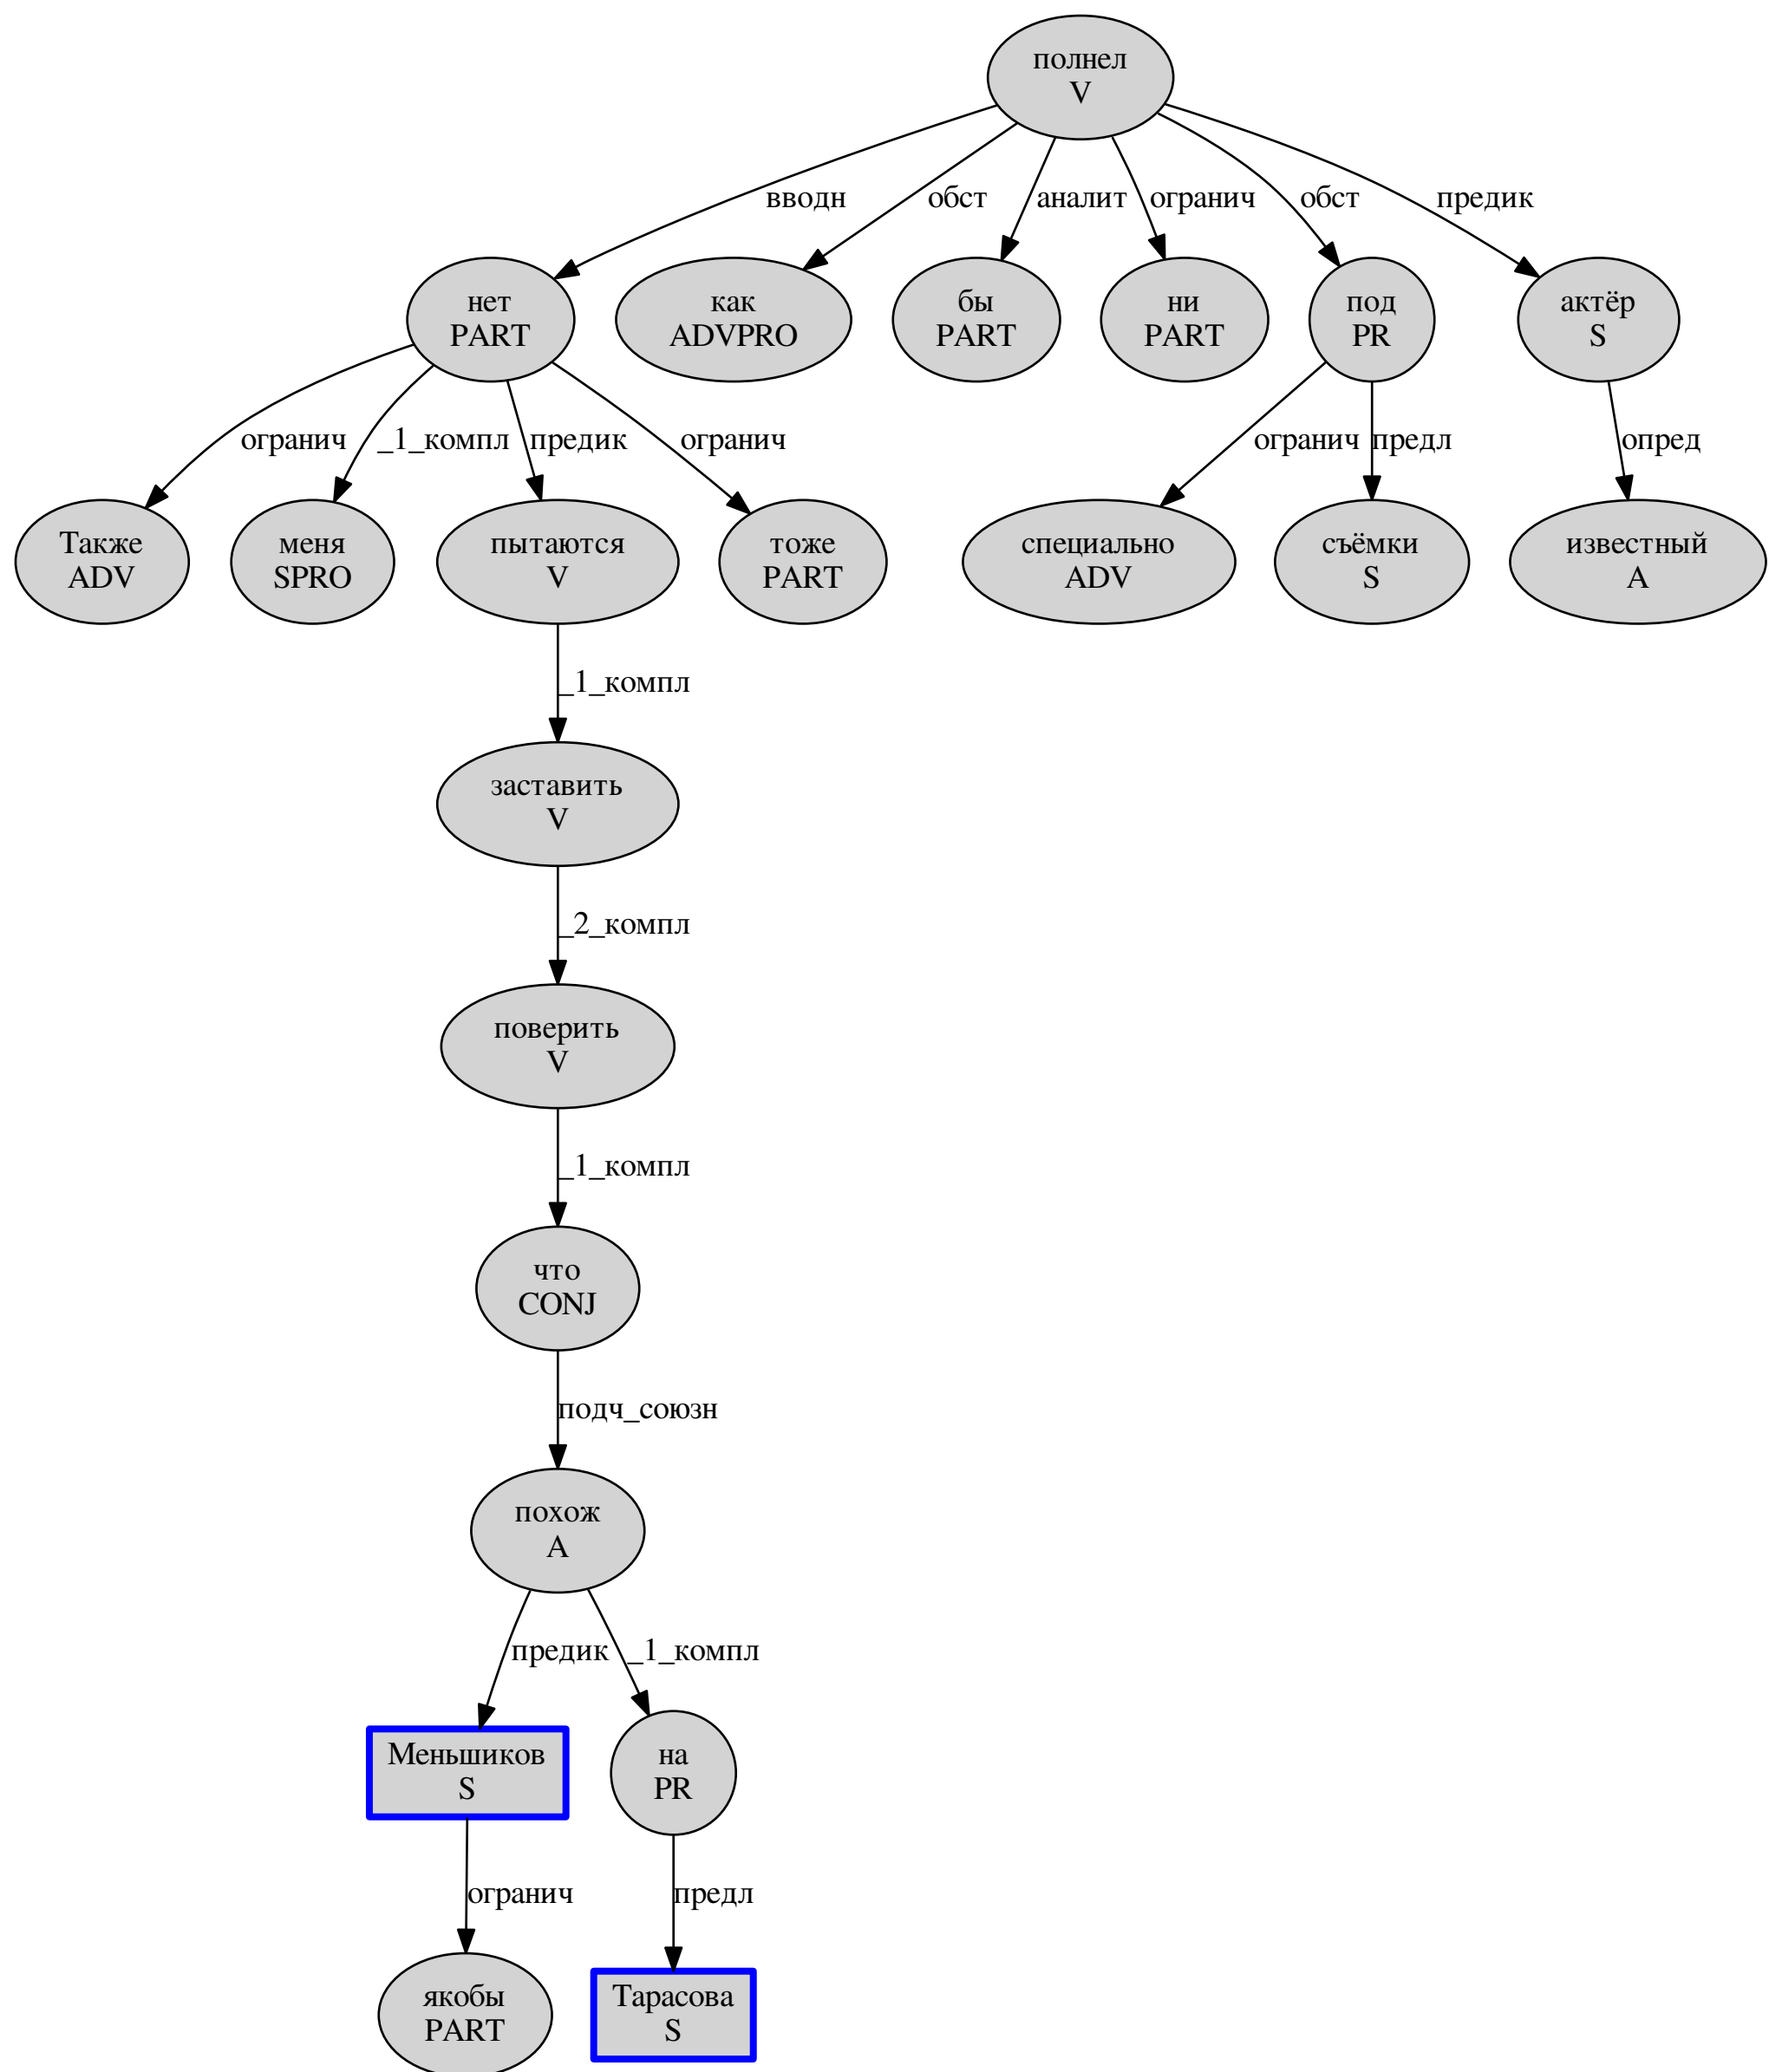 полнел
V
вводн
обст
аналит
огранич
обст
предик
нет
PART
как
ADVPRO
бы
PART
ни
PART
под
PR
актёр
S
огранич
_1_компл
предик
огранич
огранич
предл
опред
Также
ADV
меня
SPRO
пытаются
V
тоже
PART
специально
ADV
съёмки
S
известный
A
_1_компл
заставить
V
_2_компл
поверить
V
_1_компл
что
CONJ
подч_союзн
похож
A
предик
_1_компл
Меньшиков
S
на
PR
огранич
предл
якобы
PART
Тарасова
S